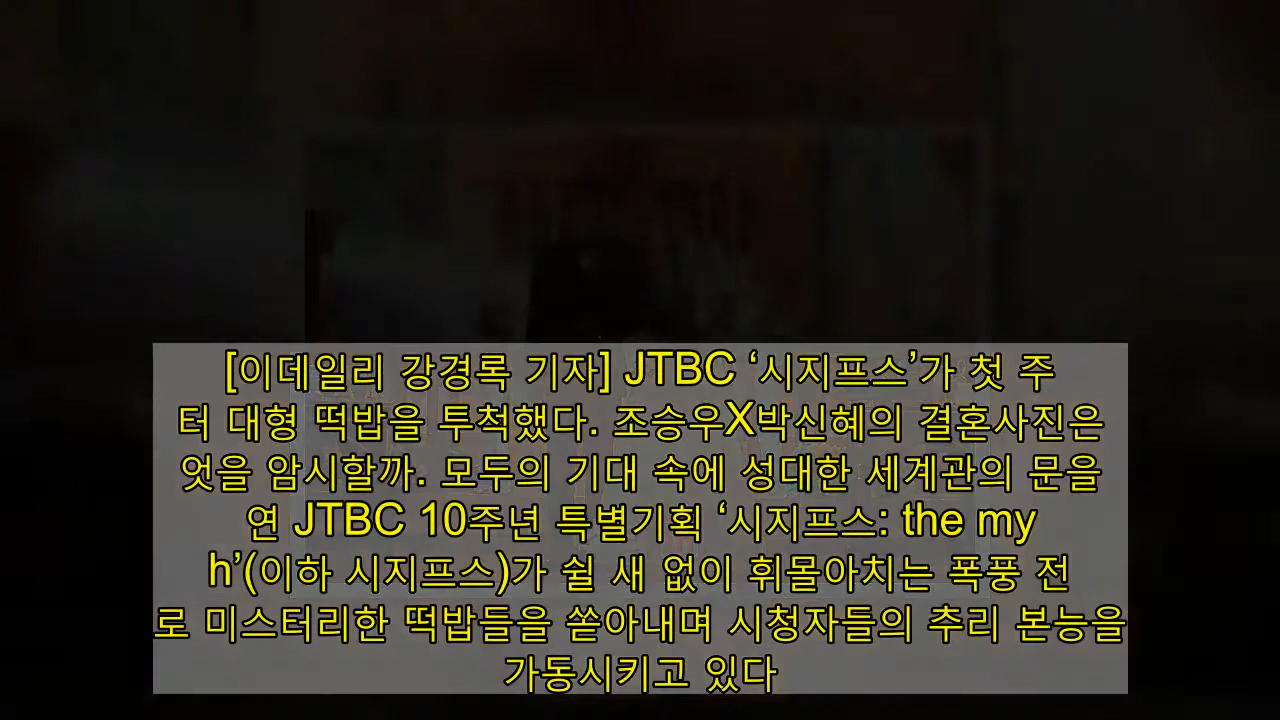 [이데일리 강경록 기자] JTBC ‘시지프스’가 첫 주
터 대형 떡밥을 투척했다. 조승우X박신혜의 결혼사진은
엇을 암시할까. 모두의 기대 속에 성대한 세계관의 문을
연 JTBC 10주년 특별기획 ‘시지프스: the my
h’(이하 시지프스)가 쉴 새 없이 휘몰아치는 폭풍 전
로 미스터리한 떡밥들을 쏟아내며 시청자들의 추리 본능을
가동시키고 있다